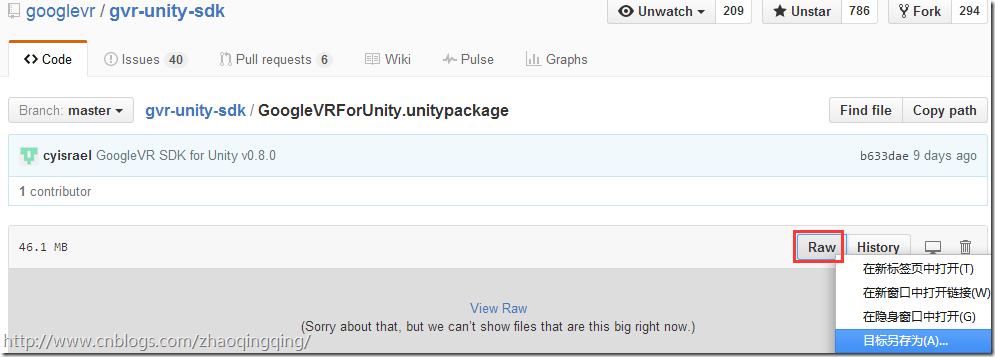 googlevr / gvr-unity-sdk
Unwatch 209 Unstar 786 Fork 294
Code Issues 40 Pull requests 6 Wiki Pulse Graphs
Branch: master gvr-unity-sdk / GoogleVRForUnity.unitypackage Find file Copy path
cyisrael GoogleVR SDK for Unity v0.8.0 b633dae 9 days ago
1 contributor
46.1 MB Raw History
在新标签页中打开(T)
在新窗口中打开链接(W)
在隐身窗口中打开(G)
目标另存为(A)...
View Raw
(Sorry about that, but we can't show files that are this big right now.)
http://www.cnblogs.com/zhaoqingqing/